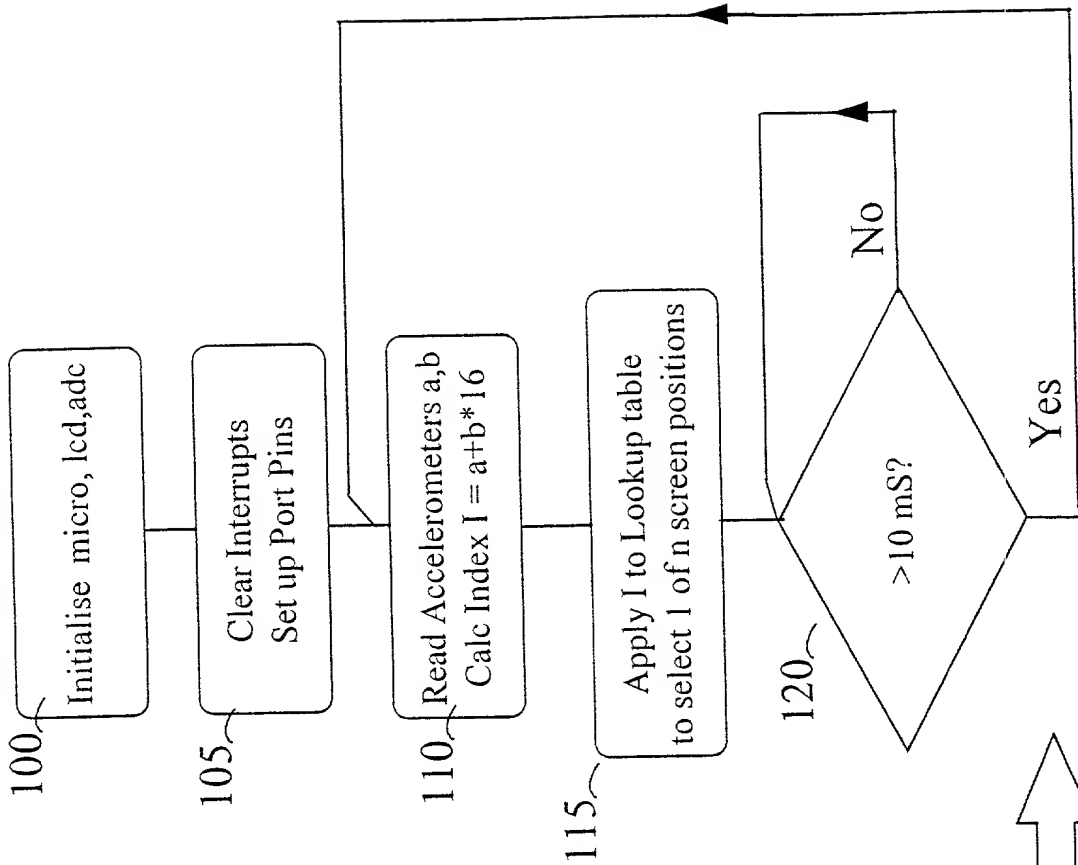 100
Initialise micro, lcd,adc
105
Clear Interrupts
Set up Port Pins
110
Read Accelerometers a,b
Calc Index I = a+b*16
115
Apply I to Lookup table
to select 1 of n screen positions
120
>10 mS?
No
Yes